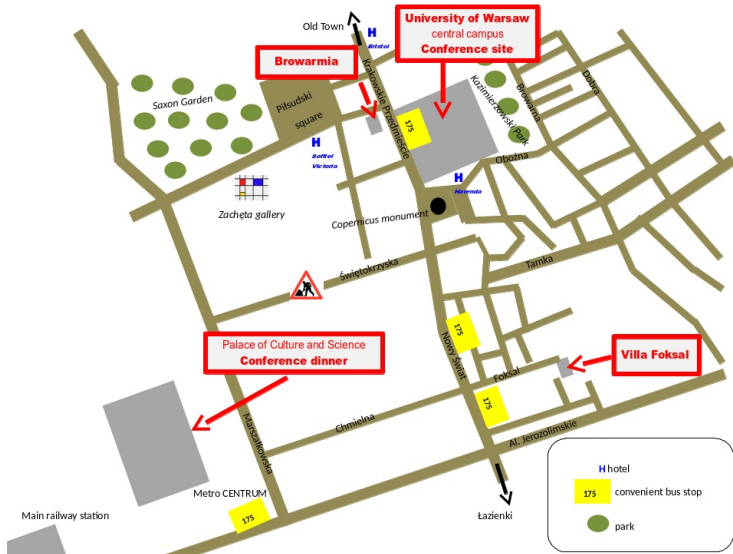 Old Town
H
Bristol
University of Warsaw
central campus
Conference site
Browarmia
Saxon Garden
Piłsudski
square
Krakowskie Przedmieście
175
Kazimierzowski Park
Browarna
Dobra
H
Sofitel
Victoria
Oboźna
H
Harenda
Zachęta gallery
Copernicus monument
Świętokrzyska
Tamka
175
Palace of Culture and Science
Conference dinner
Nowy Świat
Villa Foksal
Foksal
175
Chmielna
Marszałkowska
Al. Jerozolimskie
H hotel
175 convenient bus stop
park
Metro CENTRUM
175
Main railway station
Łazienki